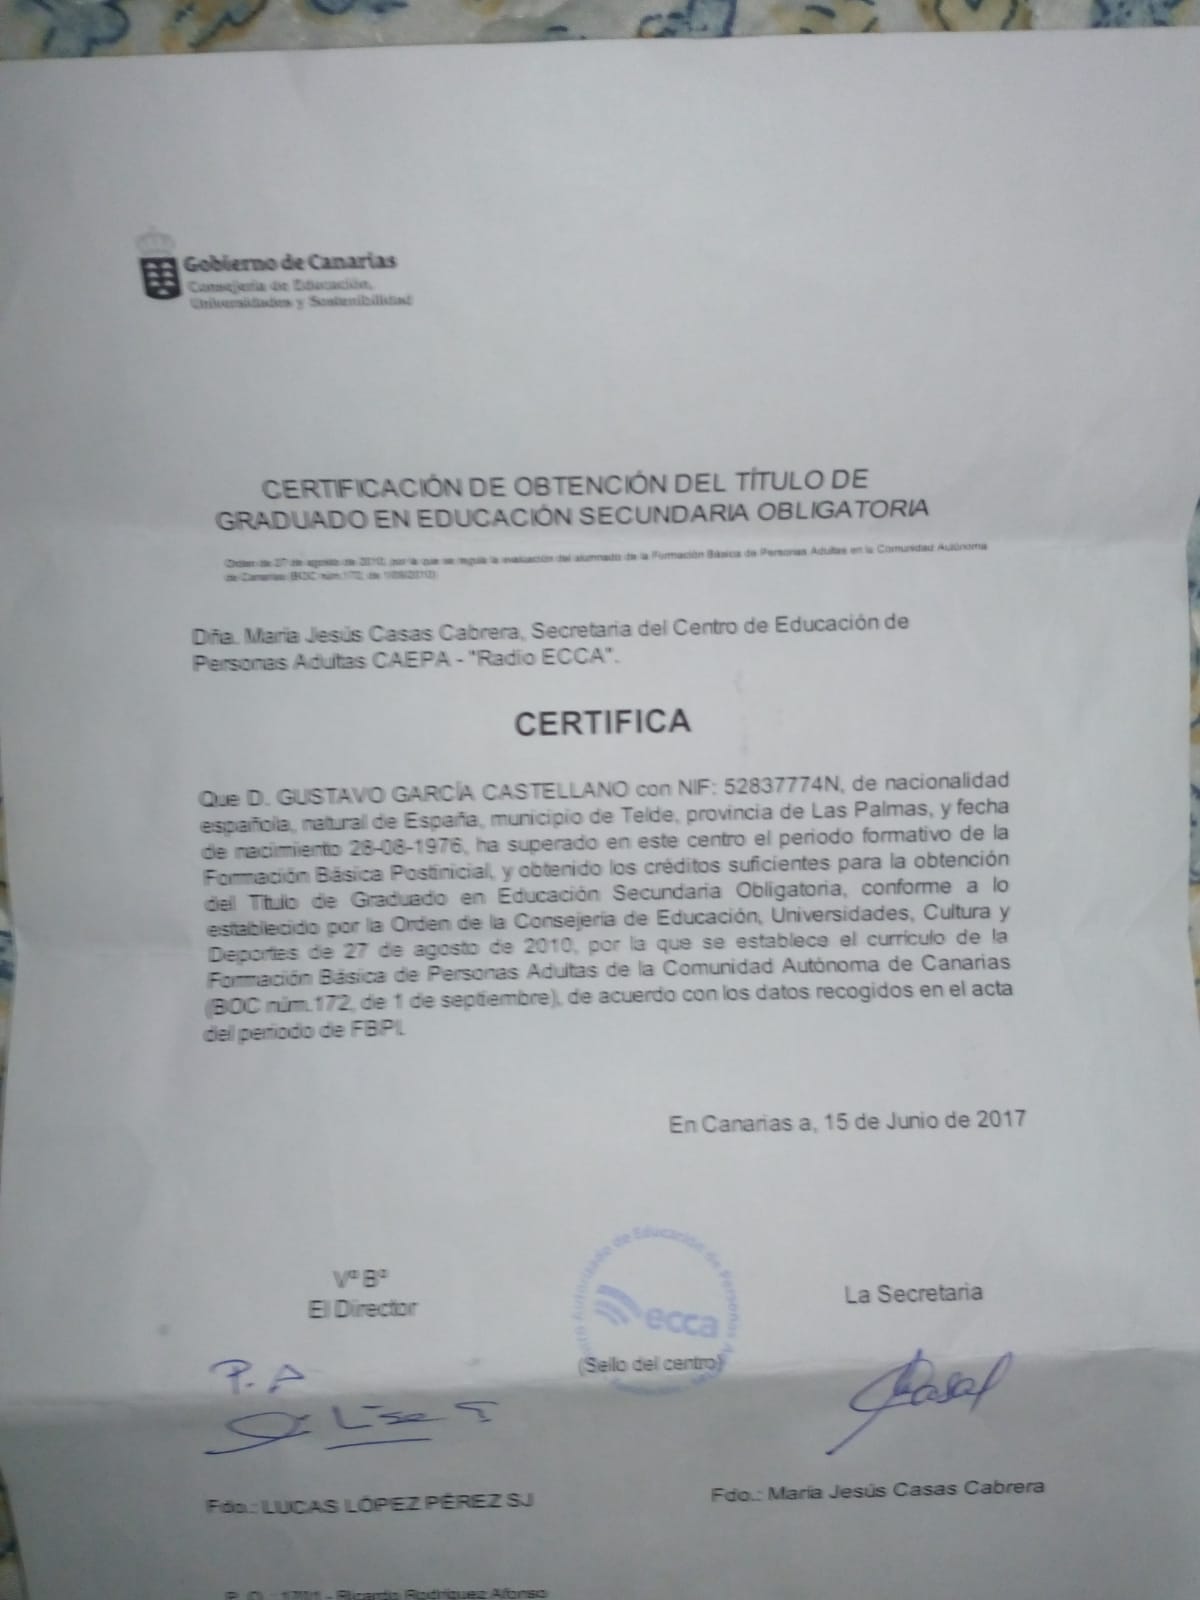 Gobierno de Canarias
Consejería de Educación,
Universidades y Sostenibilidad
CERTIFICACIÓN DE OBTENCIÓN DEL TÍTULO DE
GRADUADO EN EDUCACIÓN SECUNDARIA OBLIGATORIA
Orden de 27 de agosto de 2010, por la que se regula la evaluación del alumnado de la Formación Básica de Personas Adultas en la Comunidad Autónoma
de Canarias (BOC núm.172, de 1/09/2010)
Dña. María Jesús Casas Cabrera, Secretaria del Centro de Educación de
Personas Adultas CAEPA - "Radio ECCA".
CERTIFICA
Que D. GUSTAVO GARCÍA CASTELLANO con NIF: 52837774N, de nacionalidad
española, natural de España, municipio de Telde, provincia de Las Palmas, y fecha
de nacimiento 28-08-1976, ha superado en este centro el periodo formativo de la
Formación Básica Postinicial, y obtenido los créditos suficientes para la obtención
del Título de Graduado en Educación Secundaria Obligatoria, conforme a lo
establecido por la Orden de la Consejería de Educación, Universidades, Cultura y
Deportes de 27 de agosto de 2010, por la que se establece el currículo de la
Formación Básica de Personas Adultas de la Comunidad Autónoma de Canarias
(BOC núm.172, de 1 de septiembre), de acuerdo con los datos recogidos en el acta
del periodo de FBPI.
En Canarias a, 15 de Junio de 2017
Vº Bº
El Director
de Educación de Personas
ecca
(Sello del centro)
La Secretaria
P.A
Casas
Fdo.: LUCAS LÓPEZ PÉREZ SJ
Fdo.: María Jesús Casas Cabrera
Ricardo Rodríguez Afonso